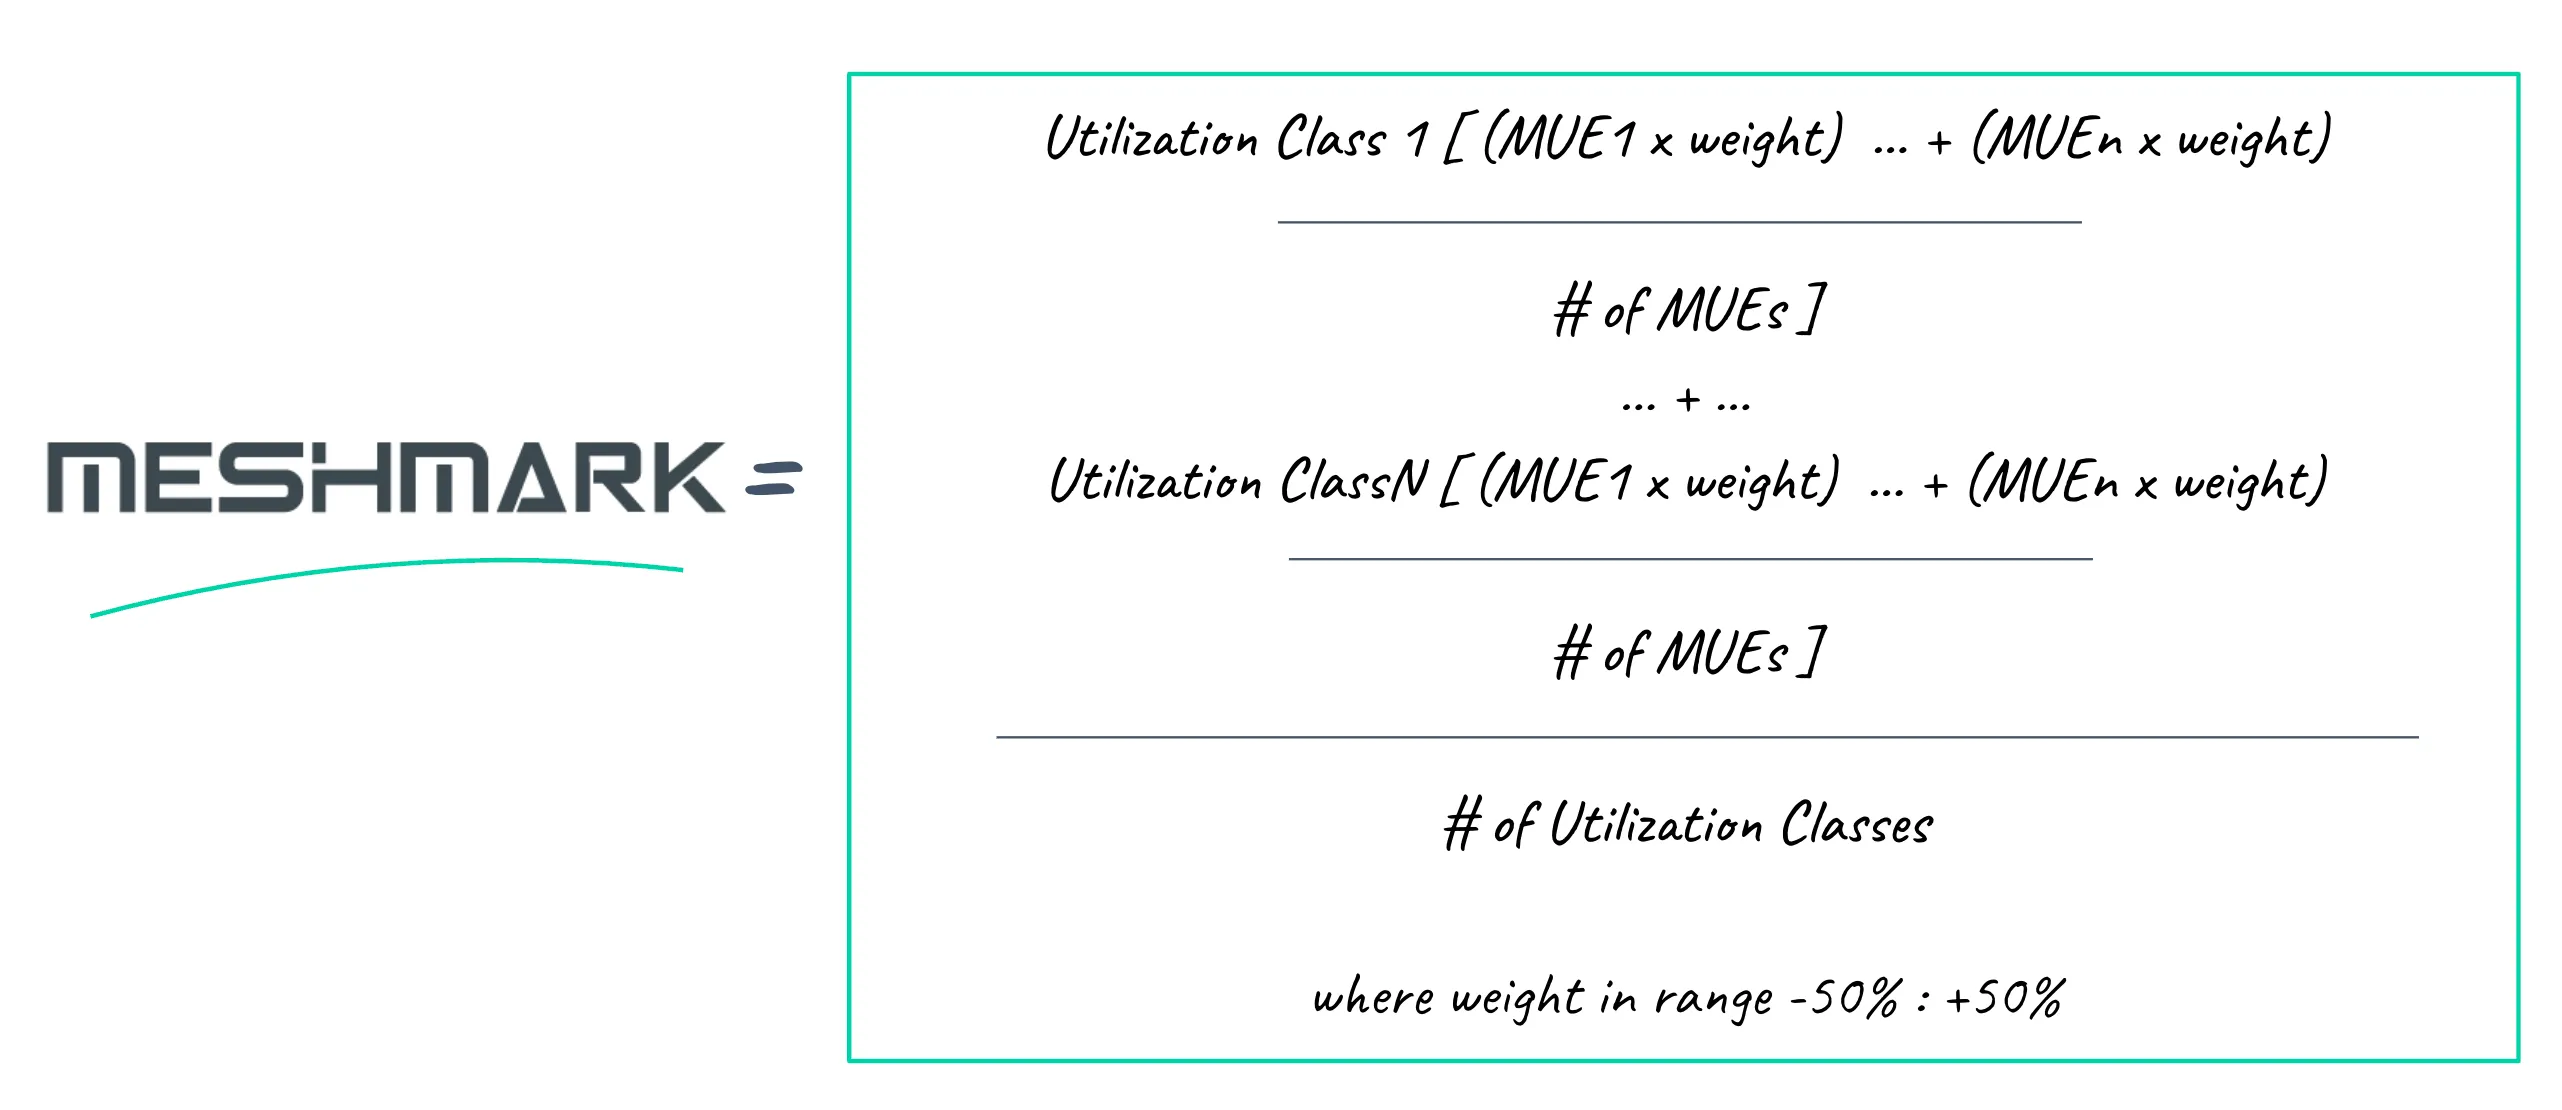 MESHMARK =
Utilization Class 1 [ (MUE1 x weight) ... + (MUEn x weight)
# of MUEs ]
... + ...
Utilization ClassN [ (MUE1 x weight) ... + (MUEn x weight)
# of MUEs ]
# of Utilization Classes
where weight in range -50% : +50%